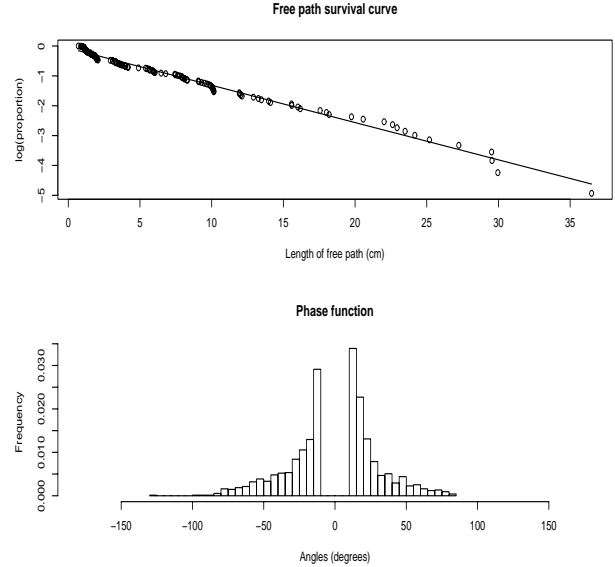 Free path survival curve
log(proportion)
0
−1
−2
−3
−4
−5
0 5 10 15 20 25 30 35
Length of free path (cm)
Phase function
Frequency
0.030
0.020
0.010
0.000
−150 −100 −50 0 50 100 150
Angles (degrees)